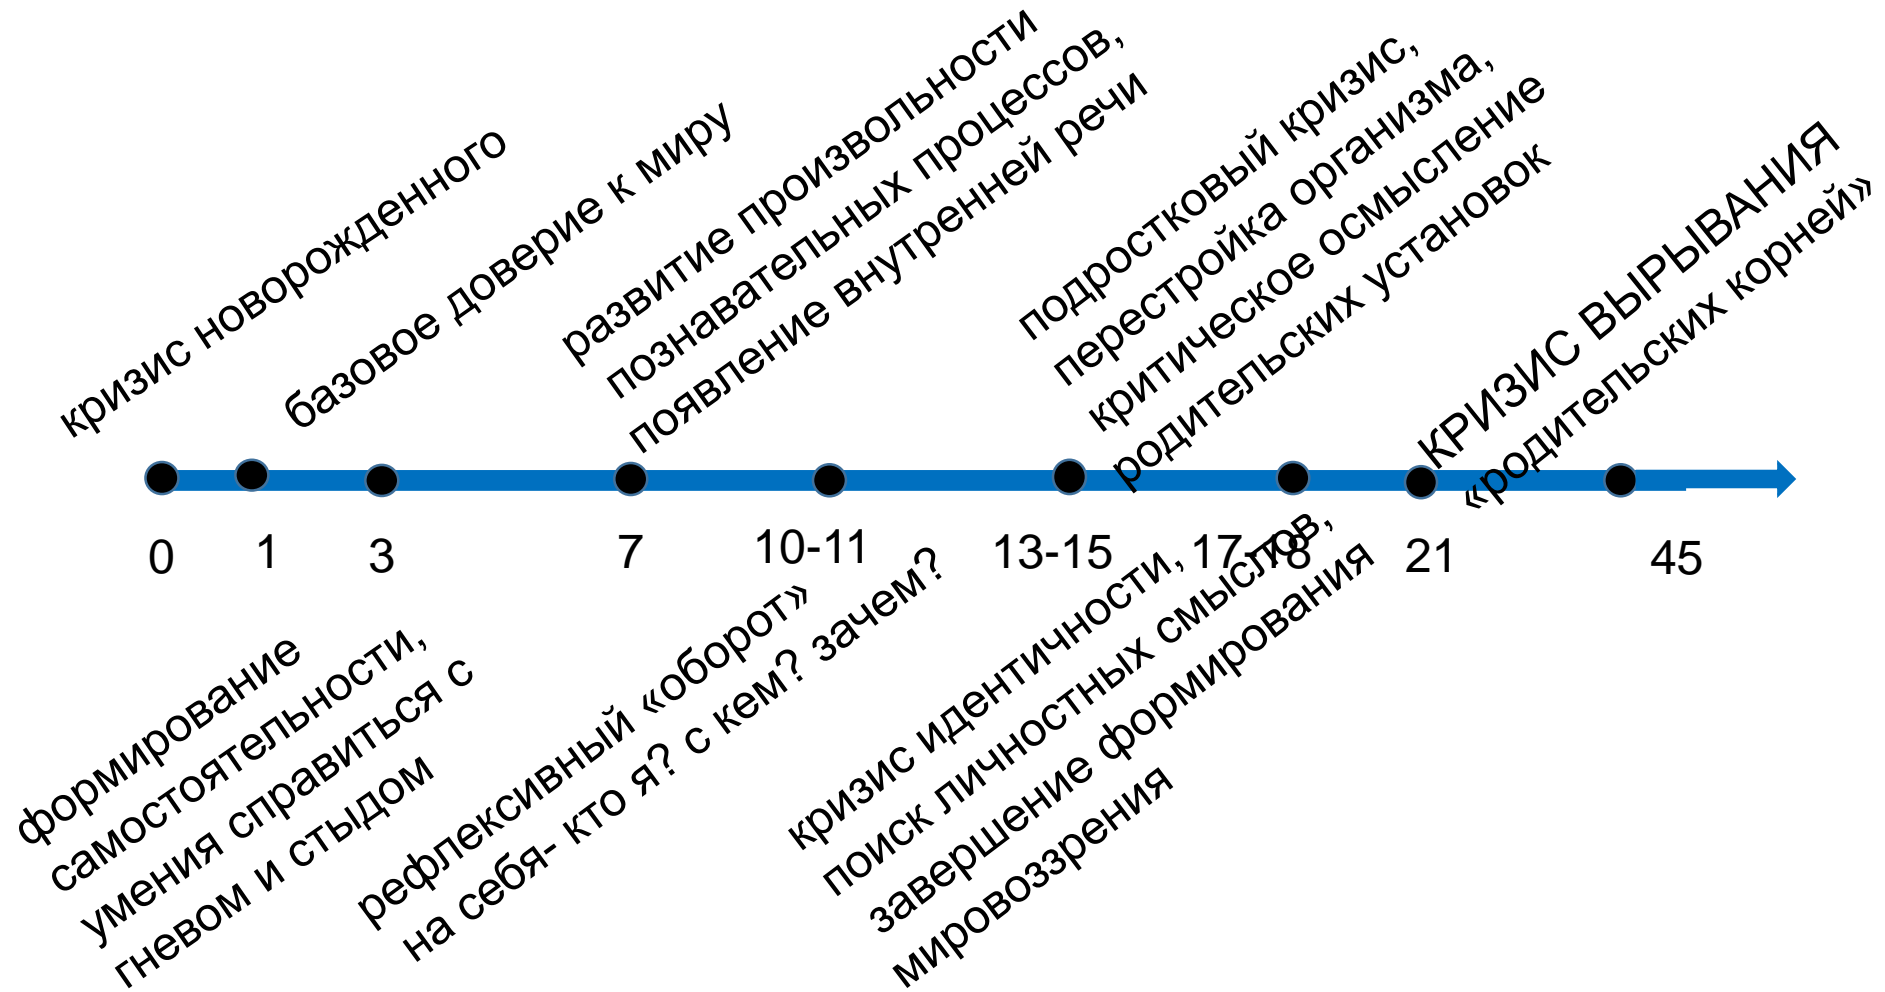 кризис новорожденного
базовое доверие к миру
развитие произвольности
познавательных процессов,
появление внутренней речи
подростковый кризис,
перестройка организма,
критическое осмысление
родительских установок
КРИЗИС ВЫРЫВАНИЯ
«родительских корней»
0
1
3
7
10-11
13-15
17-18
21
45
формирование
самостоятельности,
умения справиться с
гневом и стыдом
рефлексивный «оборот»
на себя- кто я? с кем? зачем?
кризис идентичности,
поиск личностных смыслов,
завершение формирования
мировоззрения